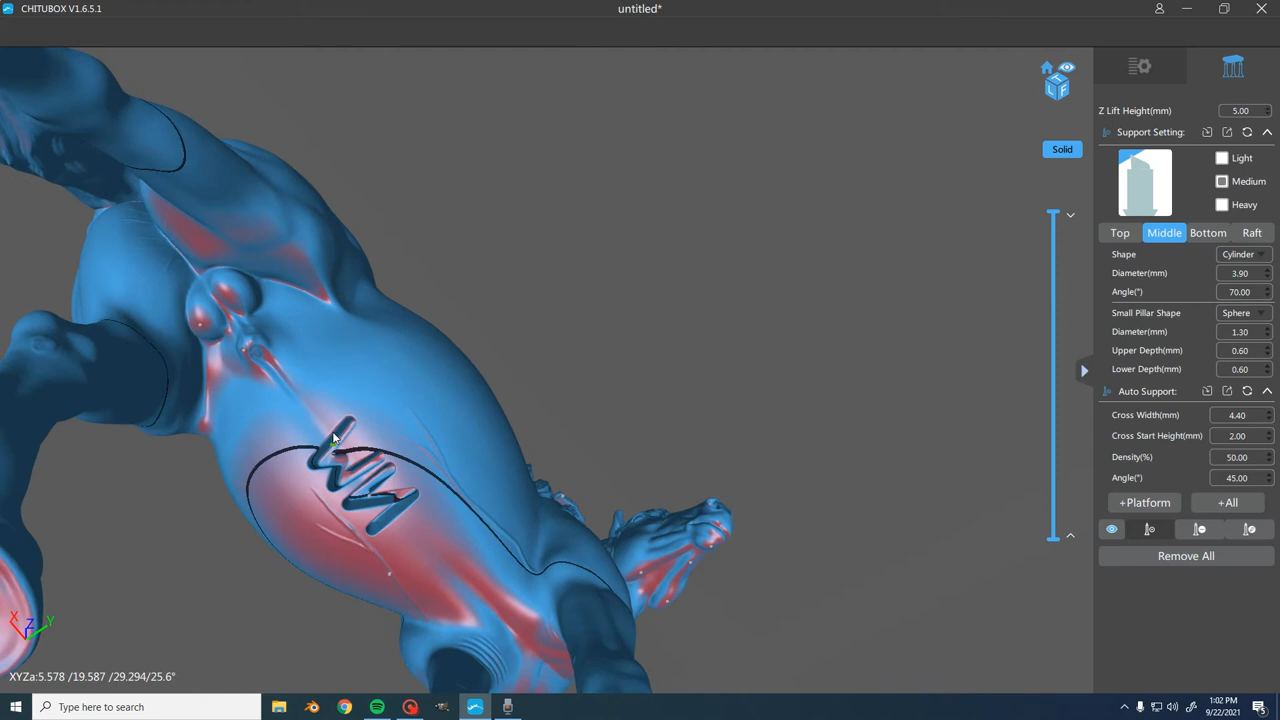 CHITUBOX V1.6.5.1
untitled*
T
F
Solid
Z Lift Height(mm) 5.00
Support Setting:
Light
Medium
Heavy
Top Middle Bottom Raft
Shape Cylinder
Diameter(mm) 3.90
Angle(°) 70.00
Small Pillar Shape Sphere
Diameter(mm) 1.30
Upper Depth(mm) 0.60
Lower Depth(mm) 0.60
Auto Support:
Cross Width(mm) 4.40
Cross Start Height(mm) 2.00
Density(%) 50.00
Angle(°) 45.00
+Platform +All
Remove All
X Z Y
XYZa:5.578 /19.587 /29.294/25.6°
Type here to search
1:02 PM
9/22/2021
5